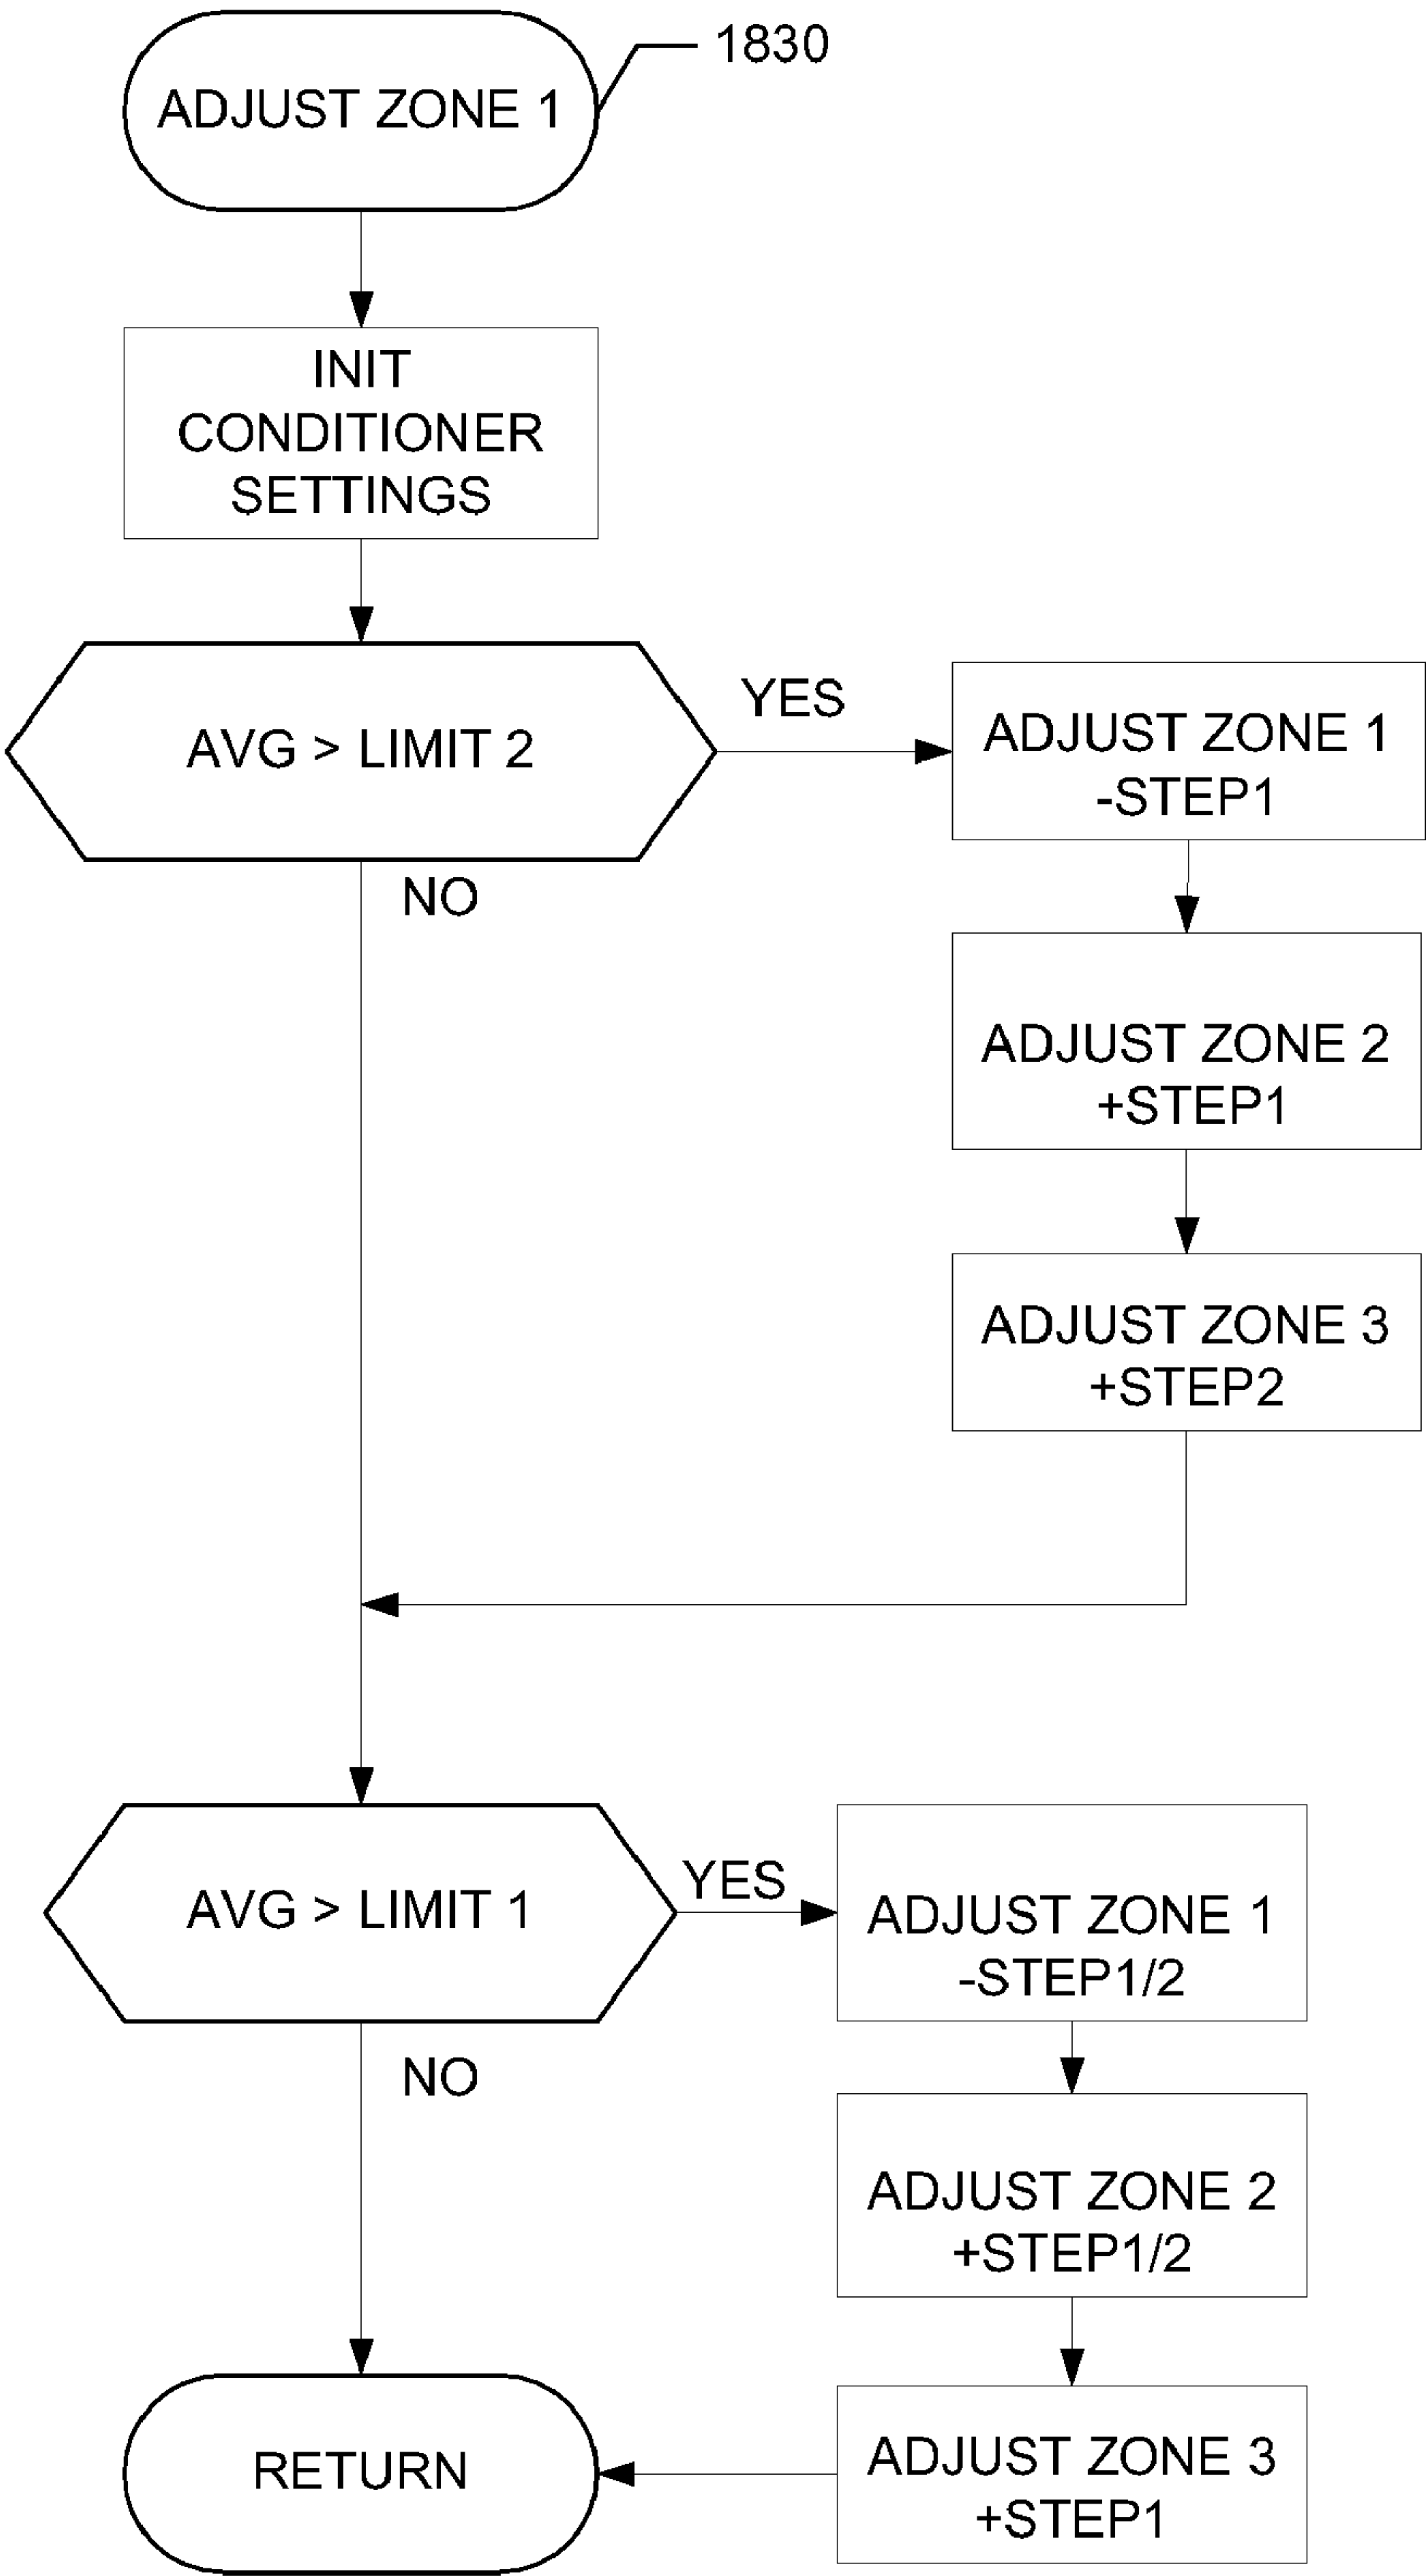 1830
ADJUST ZONE 1
INIT
CONDITIONER
SETTINGS
AVG > LIMIT 2
YES
NO
ADJUST ZONE 1
-STEP1
ADJUST ZONE 2
+STEP1
ADJUST ZONE 3
+STEP2
AVG > LIMIT 1
YES
NO
ADJUST ZONE 1
-STEP1/2
ADJUST ZONE 2
+STEP1/2
ADJUST ZONE 3
+STEP1
RETURN